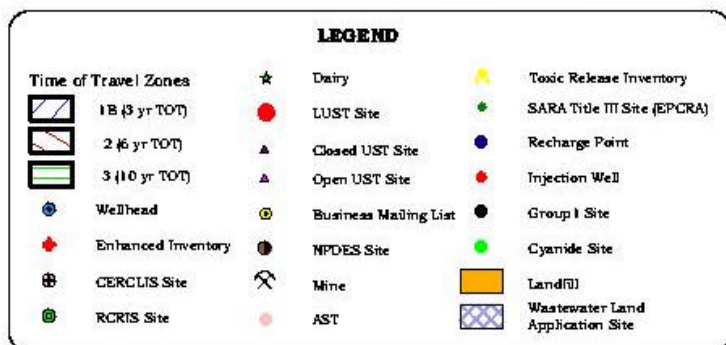 LEGEND
Time of Travel Zones
1B (3 yr TOT)
2 (6 yr TOT)
3 (10 yr TOT)
Wellhead
Enhanced Inventory
CERCLIS Site
RCRIS Site
Dairy
LUST Site
Closed UST Site
Open UST Site
Business Mailing List
NPDES Site
Mine
AST
Toxic Release Inventory
SARA Title III Site (EPCRA)
Recharge Point
Injection Well
Group 1 Site
Cyanide Site
Landfill
Wastewater Land
Application Site